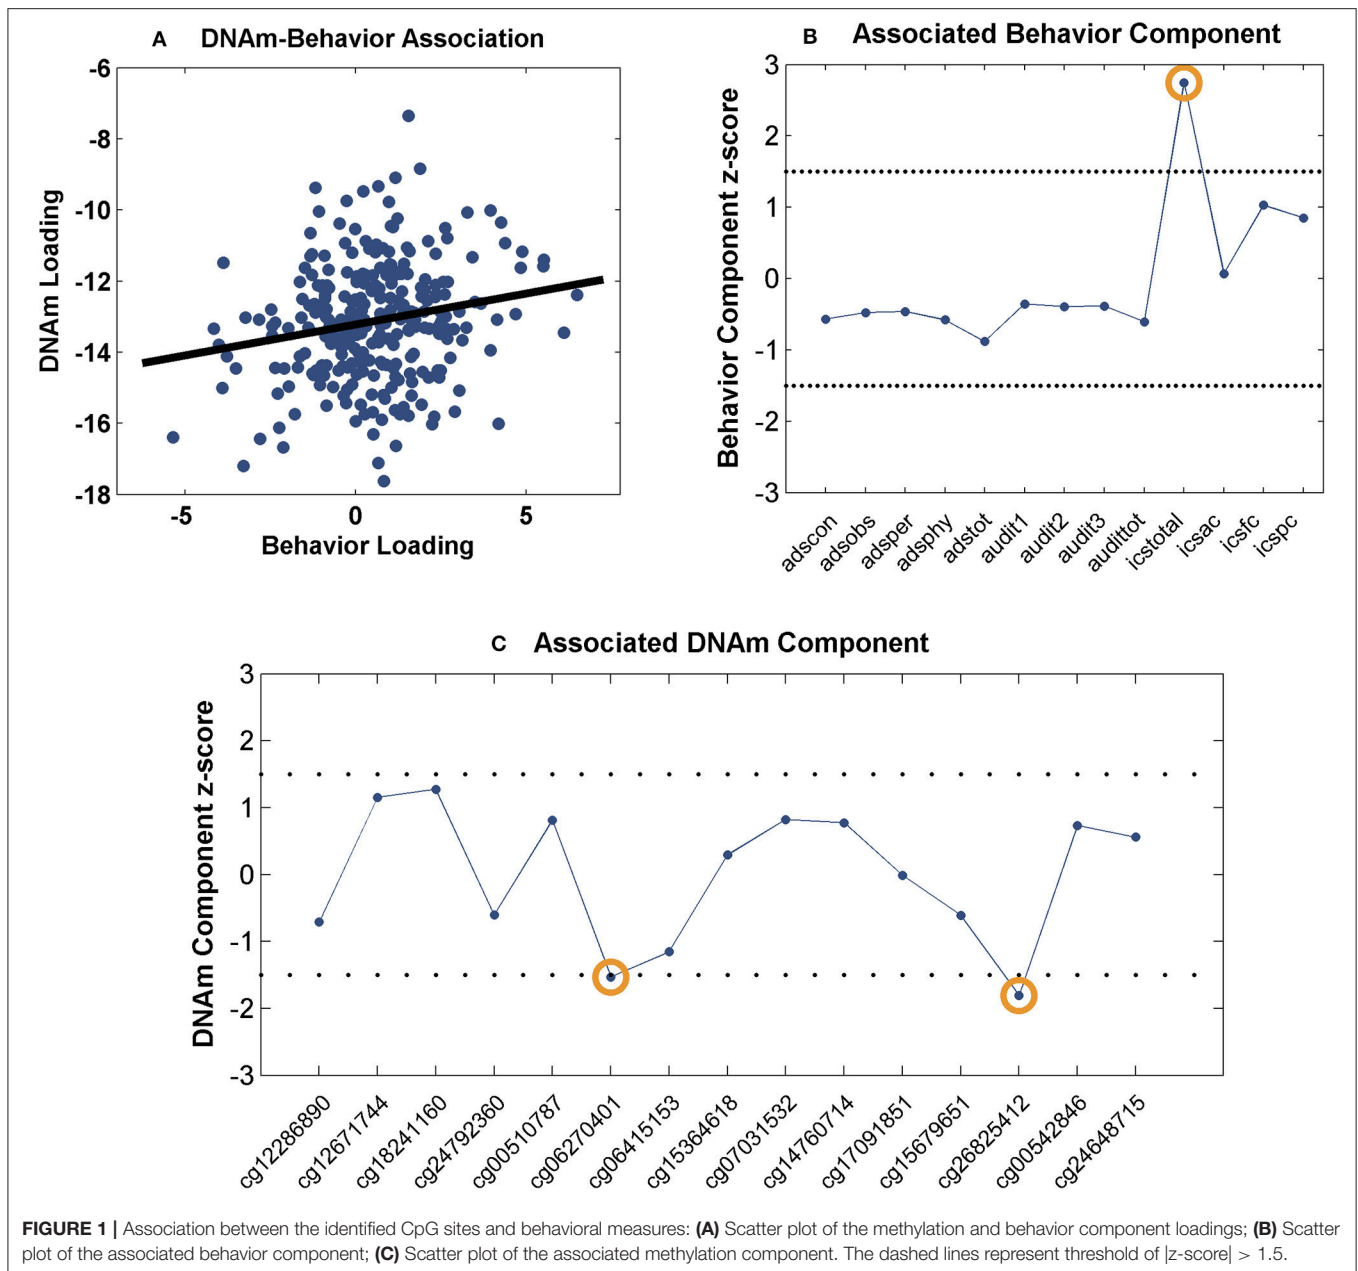 A DNAm-Behavior Association
-6
-8
-10
-12
-14
-16
-18
DNAm Loading
-5 0 5
Behavior Loading
B Associated Behavior Component
3
2
1
0
-1
-2
-3
Behavior Component z-score
adscon
adsobs
adsper
adsphy
adstot
audit1
audit2
audit3
audittot
icstotal
icsac
icsfc
icspc
C Associated DNAm Component
3
2
1
0
-1
-2
-3
DNAm Component z-score
cg12286890
cg12671744
cg18241160
cg24792360
cg00510787
cg06270401
cg06415153
cg15364618
cg07031532
cg14760714
cg17091851
cg15679651
cg26825412
cg00542846
cg24648715
FIGURE 1 | Association between the identified CpG sites and behavioral measures: (A) Scatter plot of the methylation and behavior component loadings; (B) Scatter
plot of the associated behavior component; (C) Scatter plot of the associated methylation component. The dashed lines represent threshold of |z-score| > 1.5.